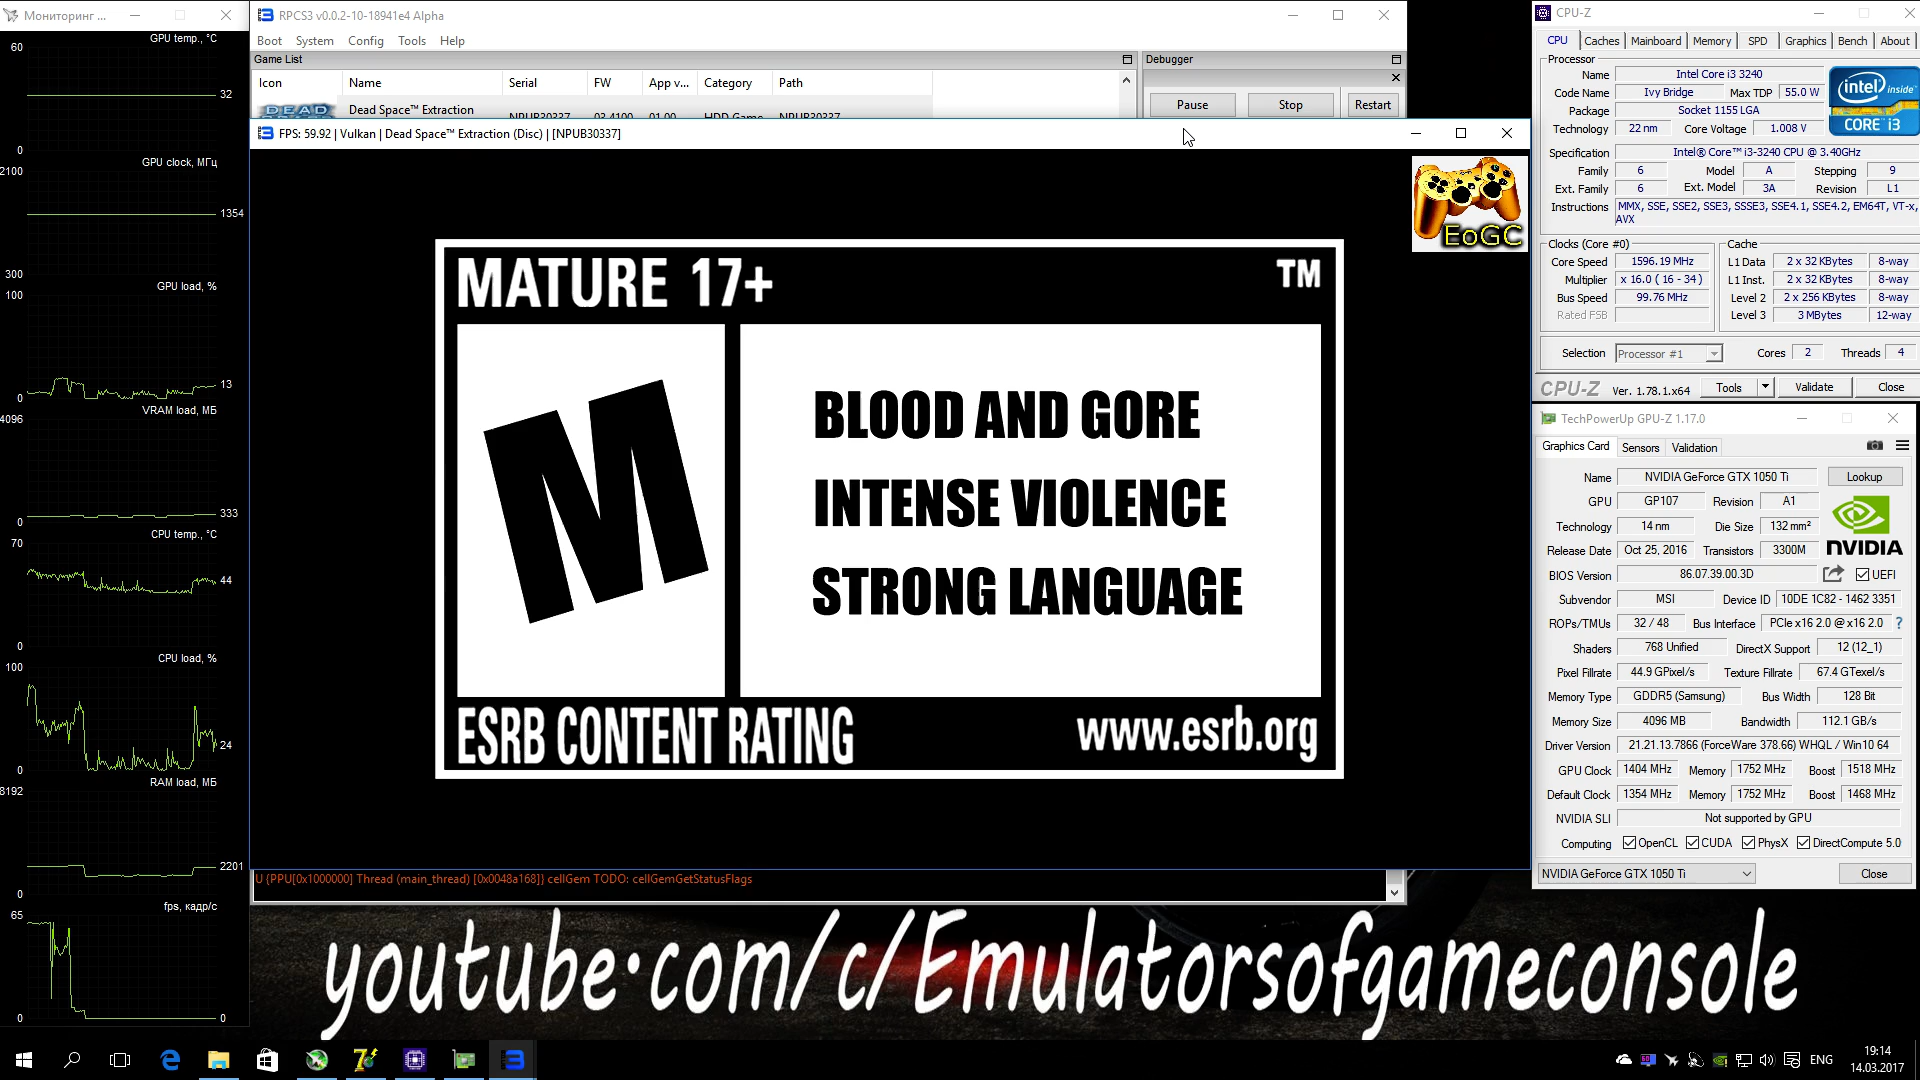 Мониторинг ...
60
GPU temp., °C
32
0
GPU clock, МГц
2100
1354
300
GPU load, %
100
13
0
VRAM load, МБ
4096
333
0
CPU temp., °C
70
44
0
CPU load, %
100
24
0
RAM load, МБ
8192
2201
0
fps, кадр/с
65
0
0
RPCS3 v0.0.2-10-18941e4 Alpha
Boot System Config Tools Help
Game List
Debugger
Icon Name Serial FW App v... Category Path
DEAD
Dead Space™ Extraction NPUB30337 03.4100 01.00 HDD Game NPUB30337
Pause Stop Restart
FPS: 59.92 | Vulkan | Dead Space™ Extraction (Disc) | [NPUB30337]
EoGC
MATURE 17+ TM
M
BLOOD AND GORE
INTENSE VIOLENCE
STRONG LANGUAGE
ESRB CONTENT RATING www.esrb.org
U {PPU[0x1000000] Thread (main_thread) [0x0048a168]} cellGem TODO: cellGemGetStatusFlags
youtube.com/c/Emulatorsofgameconsole
CPU-Z
CPU Caches Mainboard Memory SPD Graphics Bench About
Processor
Name Intel Core i3 3240
Code Name Ivy Bridge Max TDP 55.0 W
Package Socket 1155 LGA
Technology 22 nm Core Voltage 1.008 V
intel inside™
CORE i3
Specification Intel® Core™ i3-3240 CPU @ 3.40GHz
Family 6 Model A Stepping 9
Ext. Family 6 Ext. Model 3A Revision L1
Instructions MMX, SSE, SSE2, SSE3, SSSE3, SSE4.1, SSE4.2, EM64T, VT-x,
AVX
Clocks (Core #0)
Core Speed 1596.19 MHz
Multiplier x 16.0 ( 16 - 34 )
Bus Speed 99.76 MHz
Rated FSB
Cache
L1 Data 2 x 32 KBytes 8-way
L1 Inst. 2 x 32 KBytes 8-way
Level 2 2 x 256 KBytes 8-way
Level 3 3 MBytes 12-way
Selection Processor #1 Cores 2 Threads 4
CPU-Z Ver. 1.78.1.x64 Tools Validate Close
TechPowerUp GPU-Z 1.17.0
Graphics Card Sensors Validation
Name NVIDIA GeForce GTX 1050 Ti Lookup
GPU GP107 Revision A1
Technology 14 nm Die Size 132 mm²
Release Date Oct 25, 2016 Transistors 3300M
NVIDIA
BIOS Version 86.07.39.00.3D UEFI
Subvendor MSI Device ID 10DE 1C82 - 1462 3351
ROPs/TMUs 32 / 48 Bus Interface PCIe x16 2.0 @ x16 2.0 ?
Shaders 768 Unified DirectX Support 12 (12_1)
Pixel Fillrate 44.9 GPixel/s Texture Fillrate 67.4 GTexel/s
Memory Type GDDR5 (Samsung) Bus Width 128 Bit
Memory Size 4096 MB Bandwidth 112.1 GB/s
Driver Version 21.21.13.7866 (ForceWare 378.66) WHQL / Win10 64
GPU Clock 1404 MHz Memory 1752 MHz Boost 1518 MHz
Default Clock 1354 MHz Memory 1752 MHz Boost 1468 MHz
NVIDIA SLI Not supported by GPU
Computing OpenCL CUDA PhysX DirectCompute 5.0
NVIDIA GeForce GTX 1050 Ti Close
ENG
19:14
14.03.2017